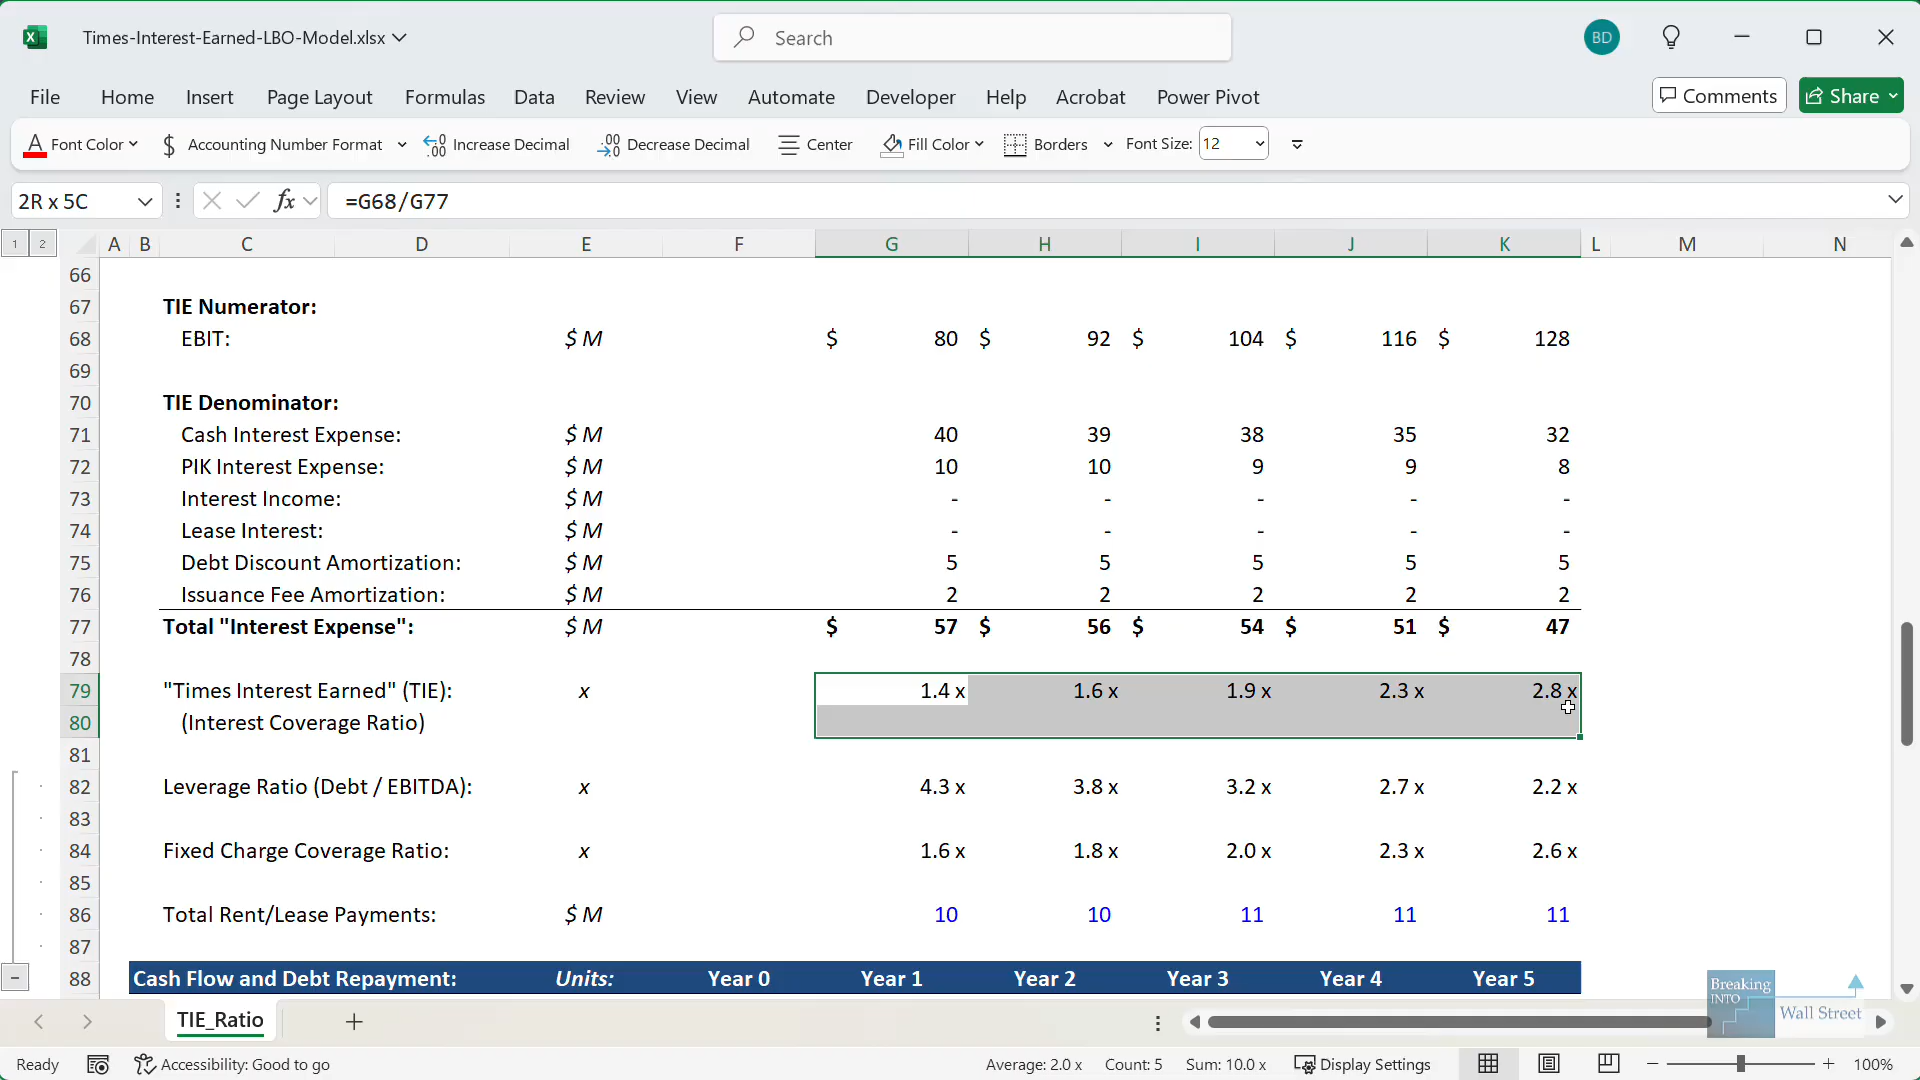 Times-Interest-Earned-LBO-Model.xlsx
Search
BD
File Home Insert Page Layout Formulas Data Review View Automate Developer Help Acrobat Power Pivot
Comments Share
Font Color $ Accounting Number Format Increase Decimal Decrease Decimal Center Fill Color Borders Font Size: 12
2R x 5C fx =G68/G77
1 2 A B C D E F G H I J K L M N
66
67 TIE Numerator:
68 EBIT: $ M $ 80 $ 92 $ 104 $ 116 $ 128
69
70 TIE Denominator:
71 Cash Interest Expense: $ M 40 39 38 35 32
72 PIK Interest Expense: $ M 10 10 9 9 8
73 Interest Income: $ M - - - - -
74 Lease Interest: $ M - - - - -
75 Debt Discount Amortization: $ M 5 5 5 5 5
76 Issuance Fee Amortization: $ M 2 2 2 2 2
77 Total "Interest Expense": $ M $ 57 $ 56 $ 54 $ 51 $ 47
78
79 "Times Interest Earned" (TIE): x 1.4 x 1.6 x 1.9 x 2.3 x 2.8 x
80 (Interest Coverage Ratio)
81
82 Leverage Ratio (Debt / EBITDA): x 4.3 x 3.8 x 3.2 x 2.7 x 2.2 x
83
84 Fixed Charge Coverage Ratio: x 1.6 x 1.8 x 2.0 x 2.3 x 2.6 x
85
86 Total Rent/Lease Payments: $ M 10 10 11 11 11
87
88 Cash Flow and Debt Repayment: Units: Year 0 Year 1 Year 2 Year 3 Year 4 Year 5
Breaking
INTO
Wall Street
TIE_Ratio
Ready Accessibility: Good to go Average: 2.0 x Count: 5 Sum: 10.0 x Display Settings 100%